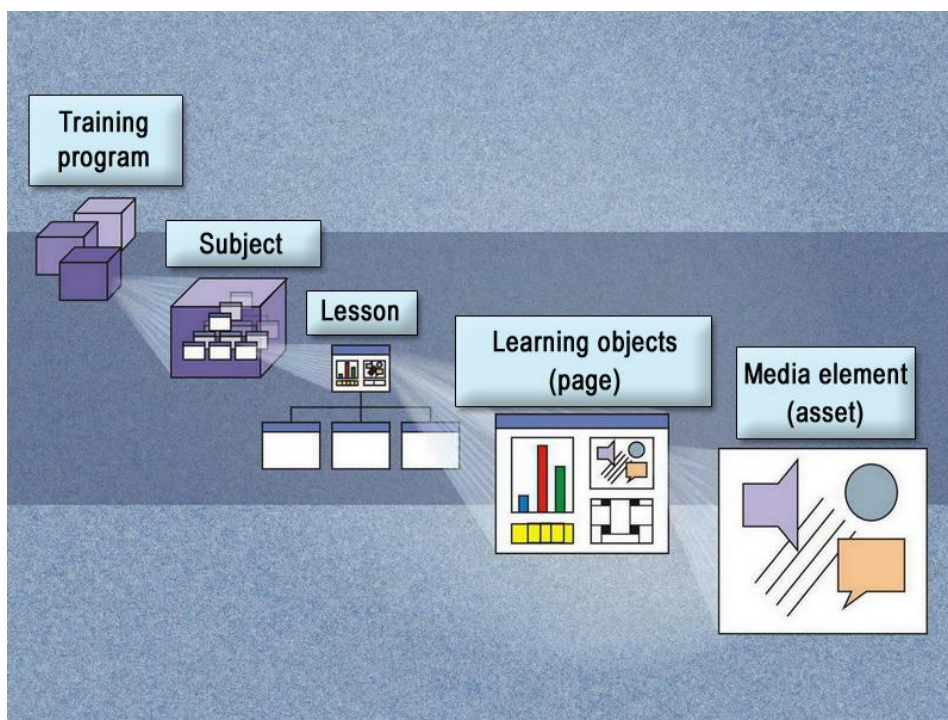 Training
program
Subject
Lesson
Learning objects
(page)
Media element
(asset)